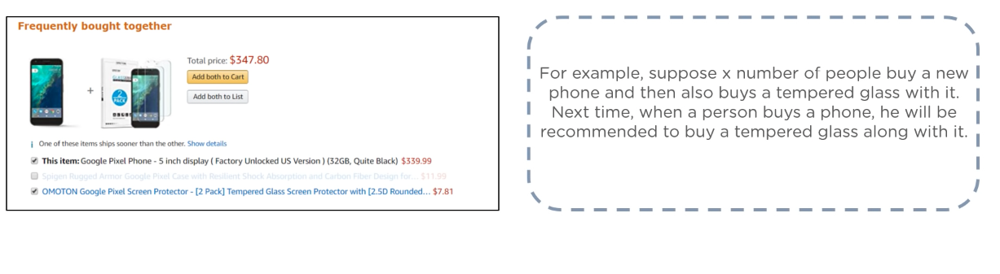 Frequently bought together
Total price: $347.80
Add both to Cart
+
Add both to List
2
PACK
i One of these items ships sooner than the other. Show details
This item: Google Pixel Phone - 5 inch display ( Factory Unlocked US Version ) (32GB, Quite Black) $339.99
Spigen Rugged Armor Google Pixel Case with Resilient Shock Absorption and Carbon Fiber Design for... $11.99
OMOTON Google Pixel Screen Protector - [2 Pack] Tempered Glass Screen Protector with [2.5D Rounded... $7.81
For example, suppose x number of people buy a new
phone and then also buys a tempered glass with it.
Next time, when a person buys a phone, he will be
recommended to buy a tempered glass along with it.